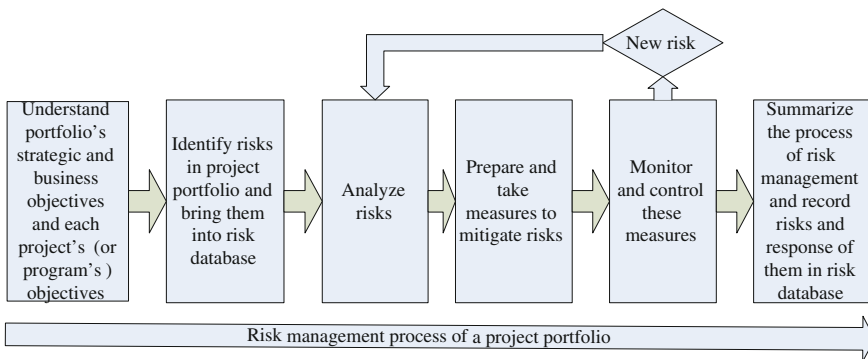 New risk
Understand
portfolio's
strategic and
business
objectives
and each
project's (or
program's )
objectives
Identify risks
in project
portfolio and
bring them
into risk
database
Analyze
risks
Prepare and
take
measures to
mitigate risks
Monitor
and control
these
measures
Summarize
the process
of risk
management
and record
risks and
response of
them in risk
database
Risk management process of a project portfolio